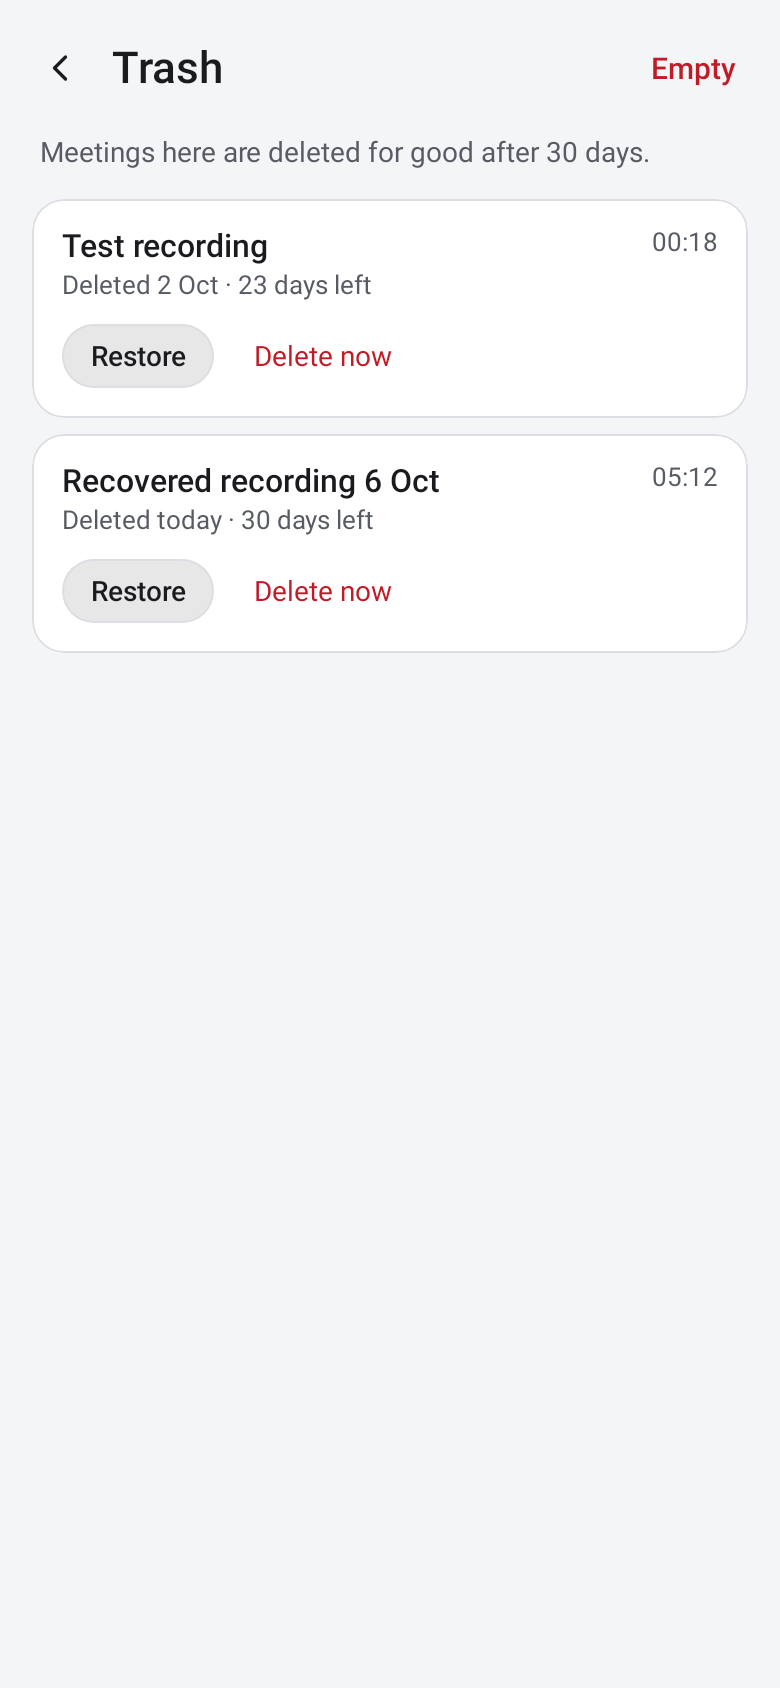 Trash
Empty
Meetings here are deleted for good after 30 days.
Test recording
00:18
Deleted 2 Oct · 23 days left
Restore
Delete now
Recovered recording 6 Oct
05:12
Deleted today · 30 days left
Restore
Delete now